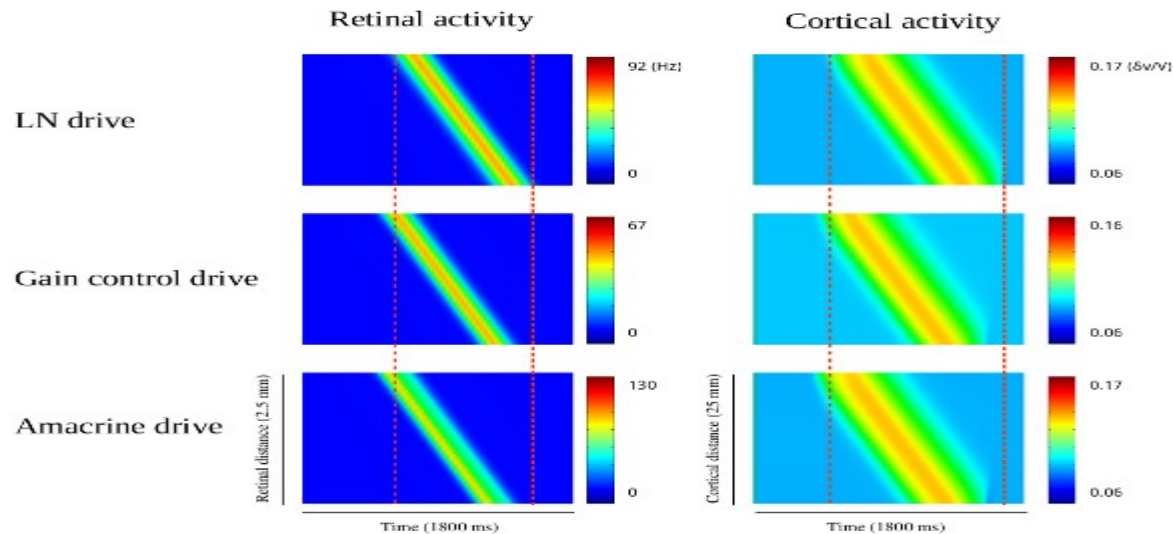 Retinal activity
Cortical activity
LN drive
92 (Hz)
0
0.17 (δv/V)
0.06
Gain control drive
67
0
0.16
0.06
Amacrine drive
Retinal distance (2.5 mm)
130
0
Cortical distance (25 mm)
0.17
0.06
Time (1800 ms)
Time (1800 ms)